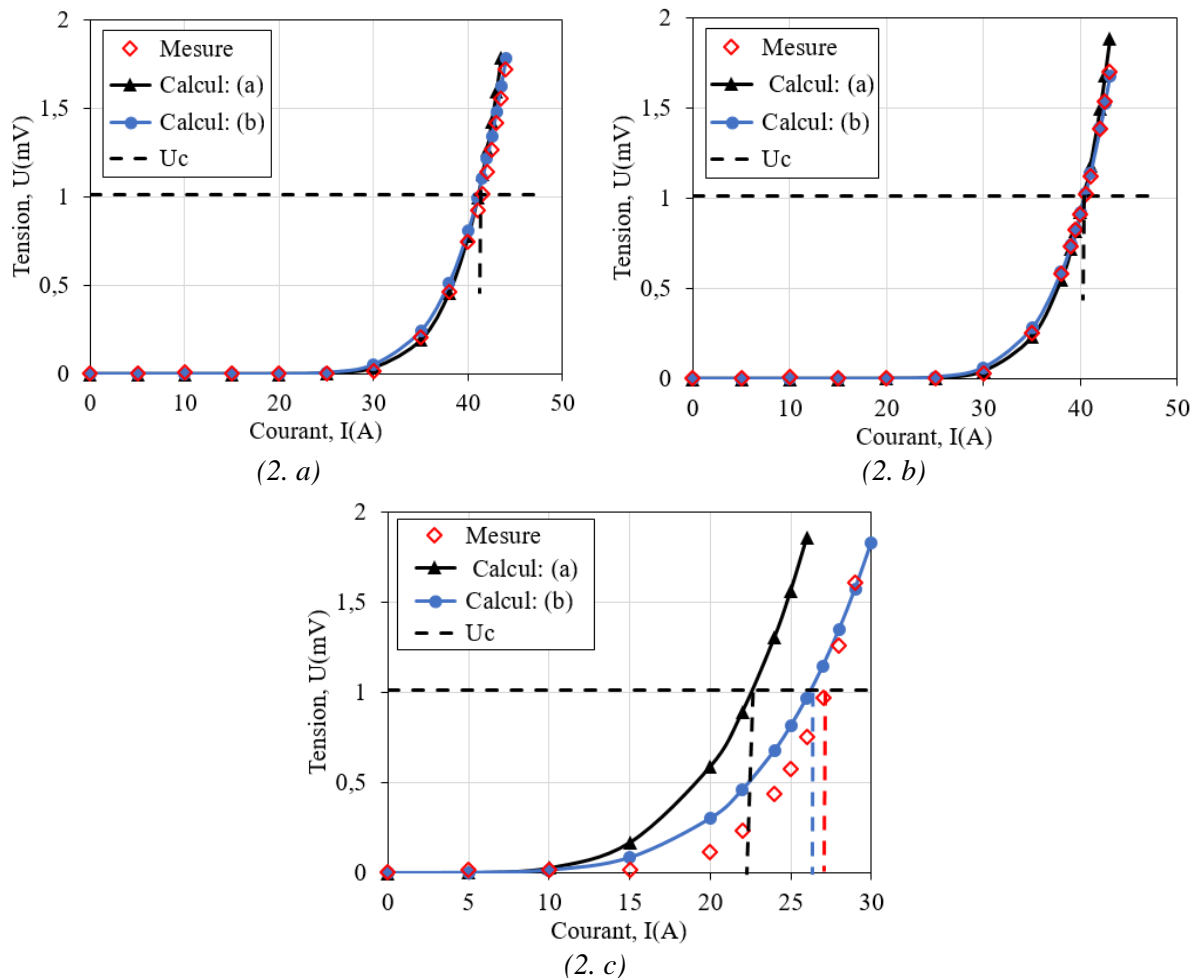 2
1,5
1
0,5
0
Tension, U(mV)
Mesure
Calcul: (a)
Calcul: (b)
Uc
0 10 20 30 40 50
Courant, I(A)
(2. a)
2
1,5
1
0,5
0
Tension, U(mV)
Mesure
Calcul: (a)
Calcul: (b)
Uc
0 10 20 30 40 50
Courant, I(A)
(2. b)
2
1,5
1
0,5
0
Tension, U(mV)
Mesure
Calcul: (a)
Calcul: (b)
Uc
0 5 10 15 20 25 30
Courant, I(A)
(2. c)